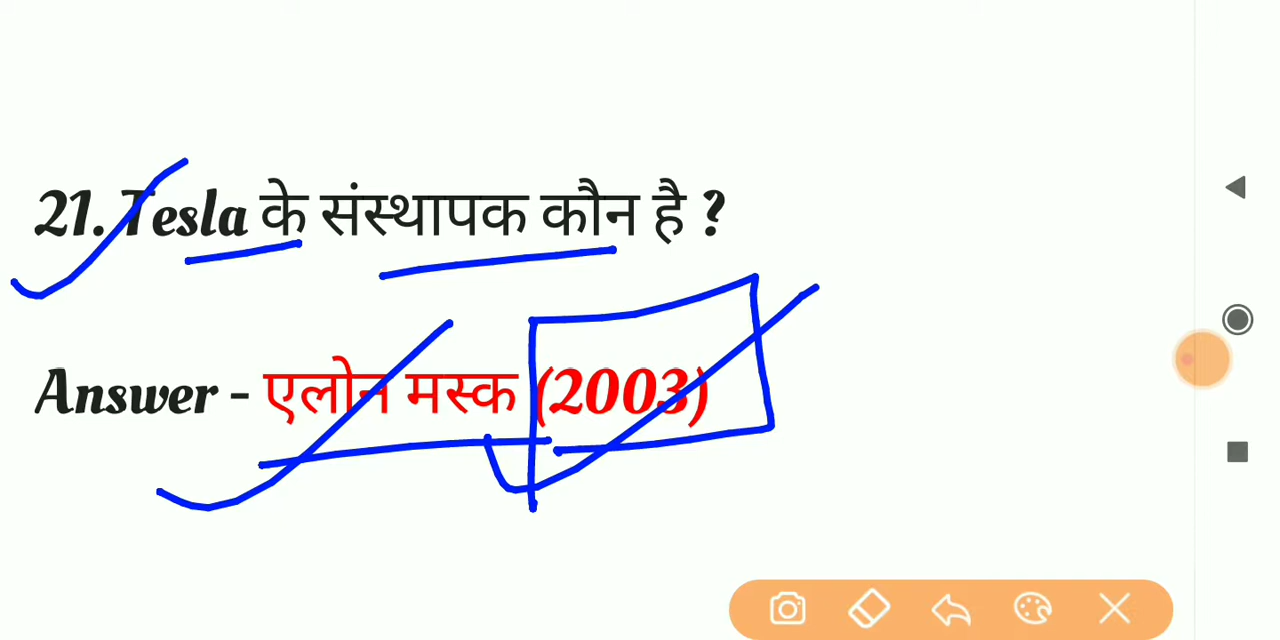 21. Tesla के संस्थापक कौन है ?
Answer - एलोन मस्क (2003)